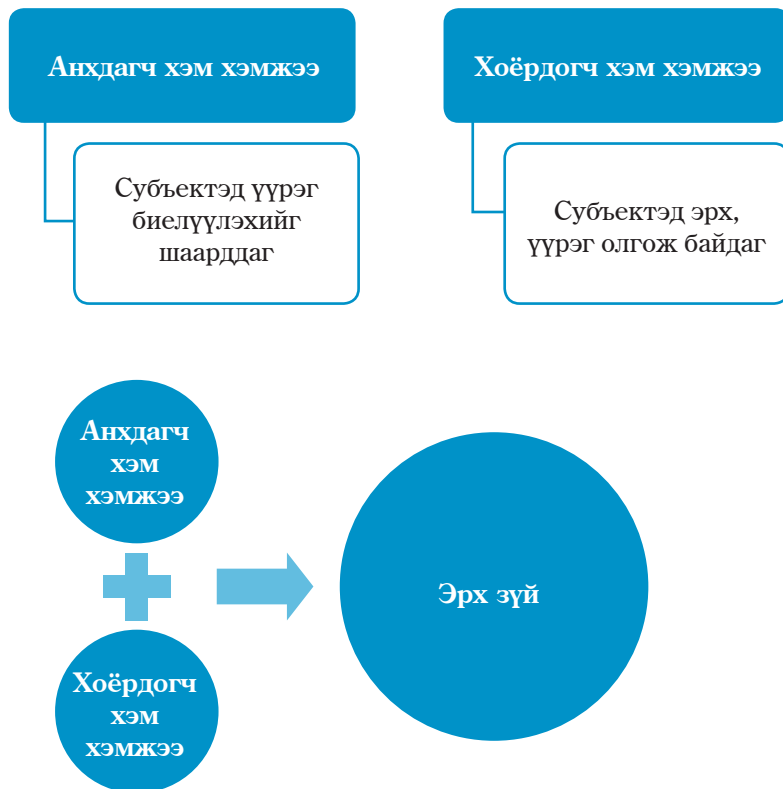 Анхдагч хэм хэмжээ
Субъектэд үүрэг
биелүүлэхийг
шаарддаг
Хоёрдогч хэм хэмжээ
Субъектэд эрх,
үүрэг олгож байдаг
Анхдагч
хэм
хэмжээ
Хоёрдогч
хэм
хэмжээ
Эрх зүй